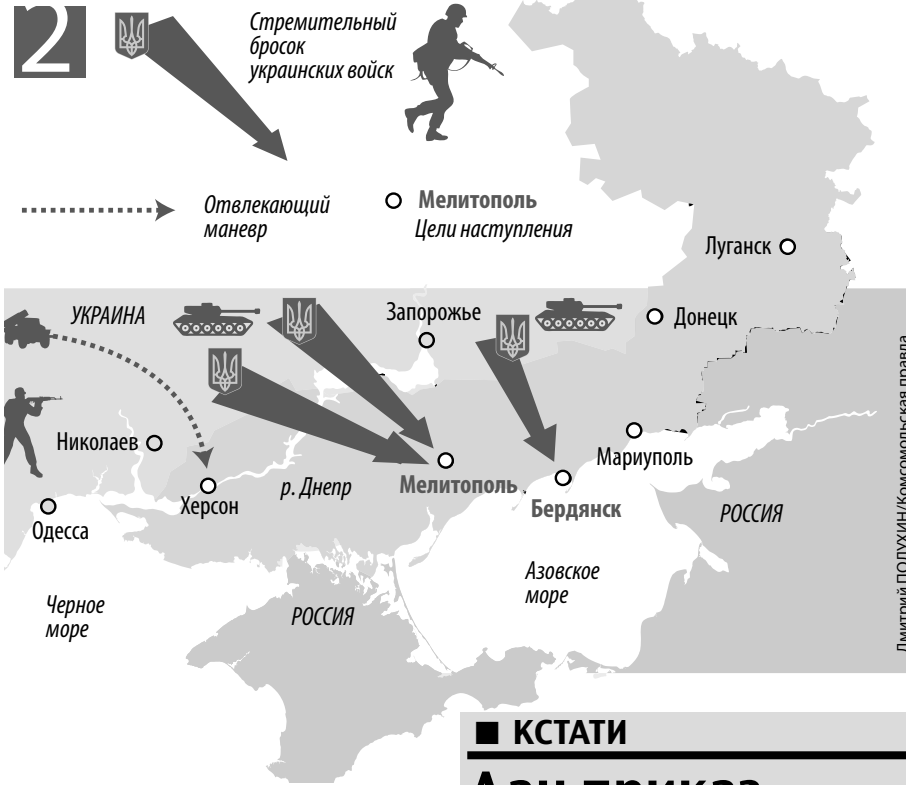 2
Стремительный
бросок
украинских войск
Отвлекающий
маневр
Мелитополь
Цели наступления
Луганск
УКРАИНА
Запорожье
Донецк
Николаев
Мариуполь
р. Днепр
Мелитополь
Херсон
Бердянск
РОССИЯ
Одесса
Азовское
море
Черное
море
РОССИЯ
Дмитрий ПОЛУХИН/Комсомольская правда
■ КСТАТИ